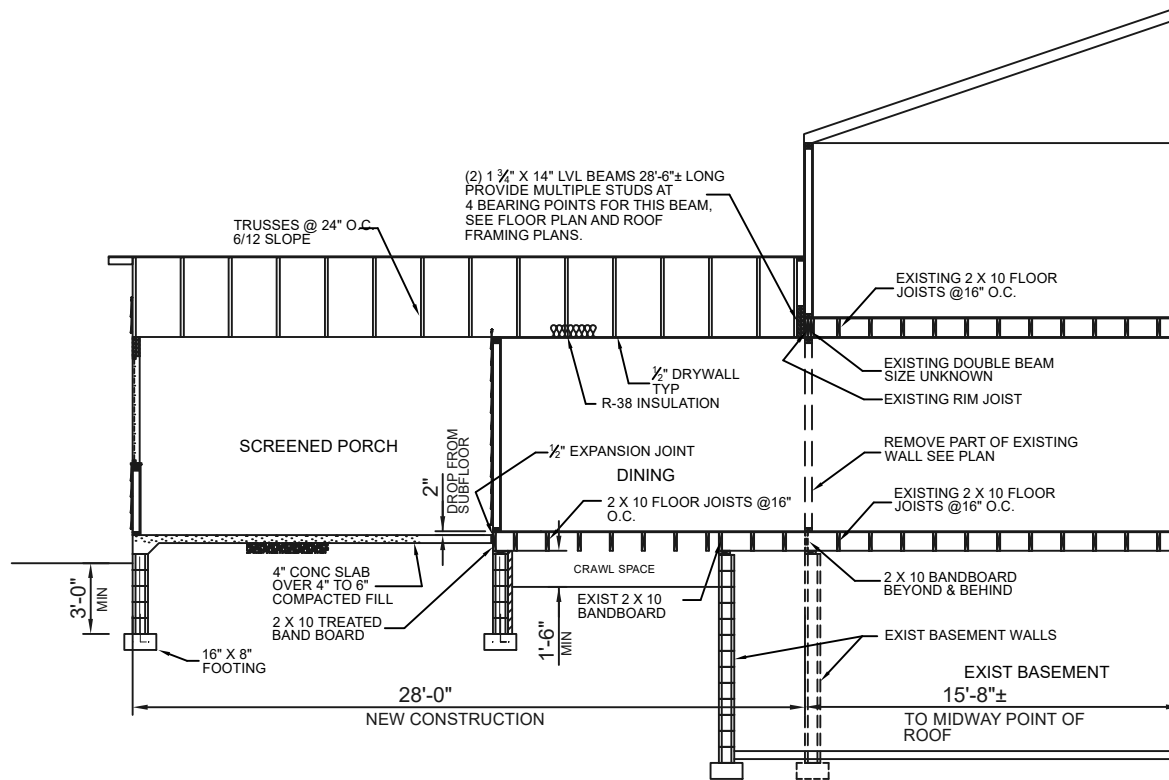 (2) 1 3/4" X 14" LVL BEAMS 28'-6"± LONG
PROVIDE MULTIPLE STUDS AT
4 BEARING POINTS FOR THIS BEAM,
SEE FLOOR PLAN AND ROOF
FRAMING PLANS.
TRUSSES @ 24" O.C.
6/12 SLOPE
EXISTING 2 X 10 FLOOR
JOISTS @16" O.C.
EXISTING DOUBLE BEAM
SIZE UNKNOWN
EXISTING RIM JOIST
1/2" DRYWALL
TYP
R-38 INSULATION
SCREENED PORCH
2"
DROP FROM
SUBFLOOR
1/2" EXPANSION JOINT
DINING
REMOVE PART OF EXISTING
WALL SEE PLAN
2 X 10 FLOOR JOISTS @16"
O.C.
EXISTING 2 X 10 FLOOR
JOISTS @16" O.C.
CRAWL SPACE
3'-0"
MIN
4" CONC SLAB
OVER 4" TO 6"
COMPACTED FILL
2 X 10 TREATED
BAND BOARD
1'-6"
MIN
EXIST 2 X 10
BANDBOARD
2 X 10 BANDBOARD
BEYOND & BEHIND
EXIST BASEMENT WALLS
16" X 8"
FOOTING
EXIST BASEMENT
28'-0"
NEW CONSTRUCTION
15'-8"±
TO MIDWAY POINT OF
ROOF